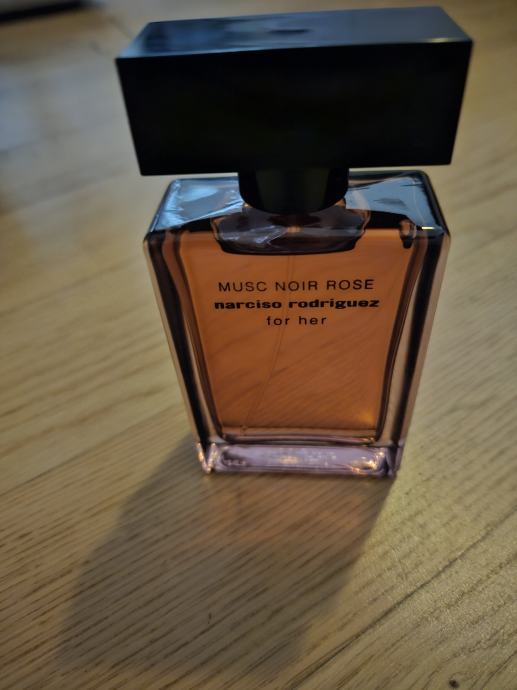 MUSC NOIR ROSE
narciso rodriguez
for her